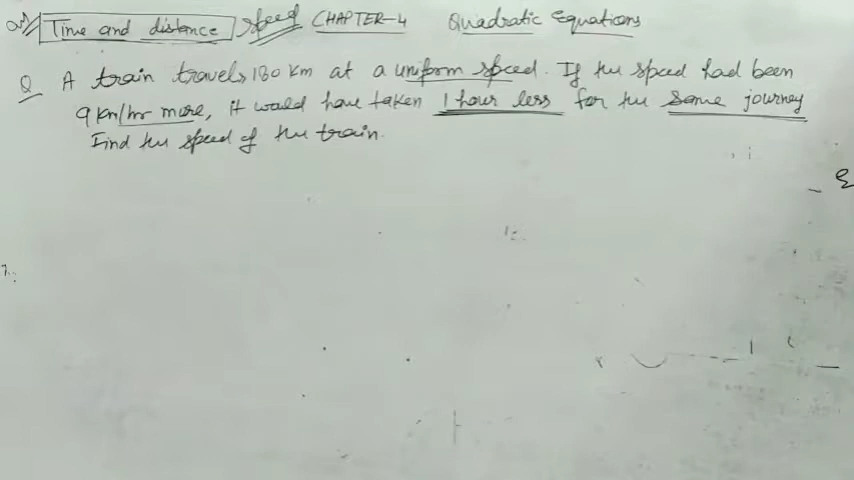 Time and distance speed CHAPTER-4 Quadratic Equations
Q A train travels 180 km at a uniform speed. If the speed had been
9 km/hr more, it would have taken 1 hour less for the same journey
Find the speed of the train.